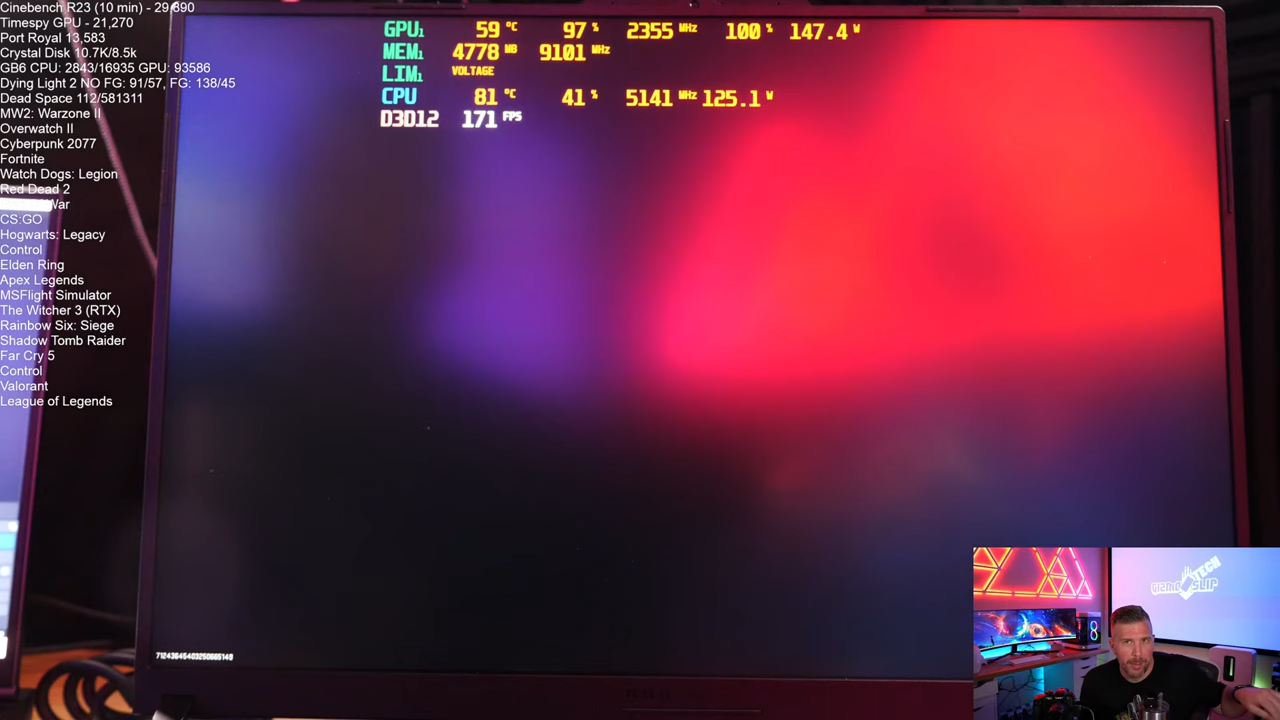 Cinebench R23 (10 min) - 29,890
Timespy GPU - 21,270
Port Royal 13,583
Crystal Disk 10.7K/8.5k
GB6 CPU: 2843/16935 GPU: 93586
Dying Light 2 NO FG: 91/57, FG: 138/45
Dead Space 112/581311
MW2: Warzone II
Overwatch II
Cyberpunk 2077
Fortnite
Watch Dogs: Legion
Red Dead 2
War
CS:GO
Hogwarts: Legacy
Control
Elden Ring
Apex Legends
MSFlight Simulator
The Witcher 3 (RTX)
Rainbow Six: Siege
Shadow Tomb Raider
Far Cry 5
Control
Valorant
League of Legends
GPU1 59 °C 97 % 2355 MHz 100 % 147.4 W
MEM1 4778 MB 9101 MHz
LIM1 VOLTAGE
CPU 81 °C 41 % 5141 MHz 125.1 W
D3D12 171 FPS
71243645403250665149
GIZMO SLIP TECH